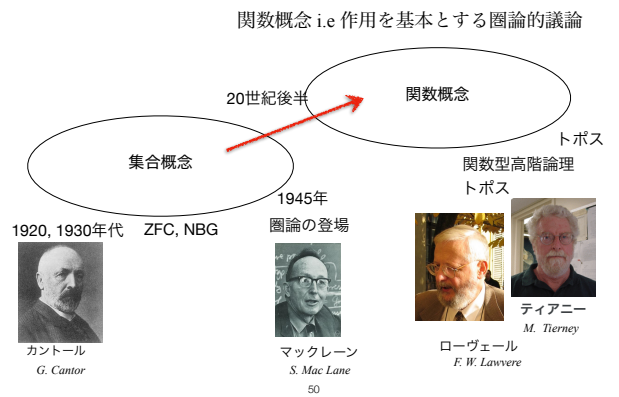 関数概念 i.e 作用を基本とする圏論的議論
20世紀後半
関数概念
集合概念
トポス
関数型高階論理
トポス
1945年
圏論の登場
1920, 1930年代 ZFC, NBG
カントール
G. Cantor
マックレーン
S. Mac Lane
ローヴェール
F. W. Lawvere
ティアニー
M. Tierney
50